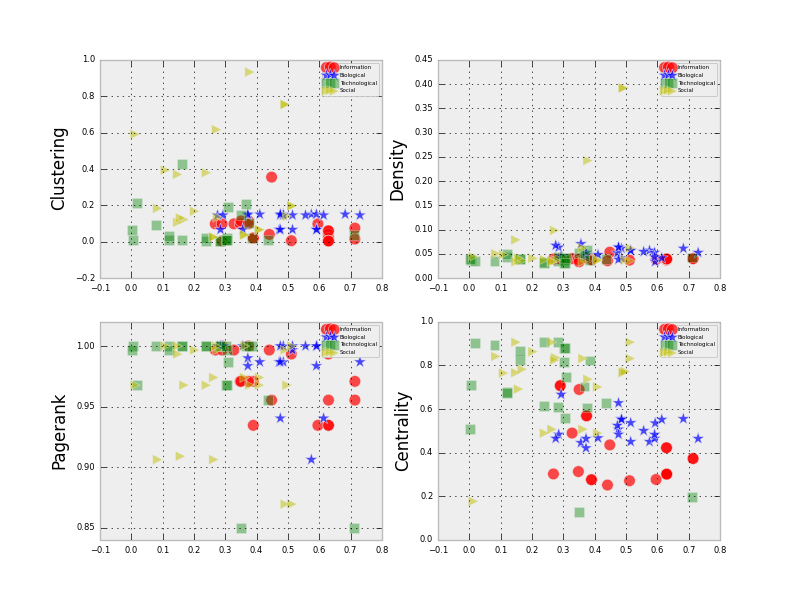 1.0
0.8
0.6
0.4
0.2
0.0
−0.2
Clustering
−0.1 0.0 0.1 0.2 0.3 0.4 0.5 0.6 0.7 0.8
Information
Biological
Technological
Social
0.45
0.40
0.35
0.30
0.25
0.20
0.15
0.10
0.05
0.00
Density
−0.1 0.0 0.1 0.2 0.3 0.4 0.5 0.6 0.7 0.8
Information
Biological
Technological
Social
1.00
0.95
0.90
0.85
Pagerank
−0.1 0.0 0.1 0.2 0.3 0.4 0.5 0.6 0.7 0.8
Information
Biological
Technological
Social
1.0
0.8
0.6
0.4
0.2
0.0
Centrality
−0.1 0.0 0.1 0.2 0.3 0.4 0.5 0.6 0.7 0.8
Information
Biological
Technological
Social